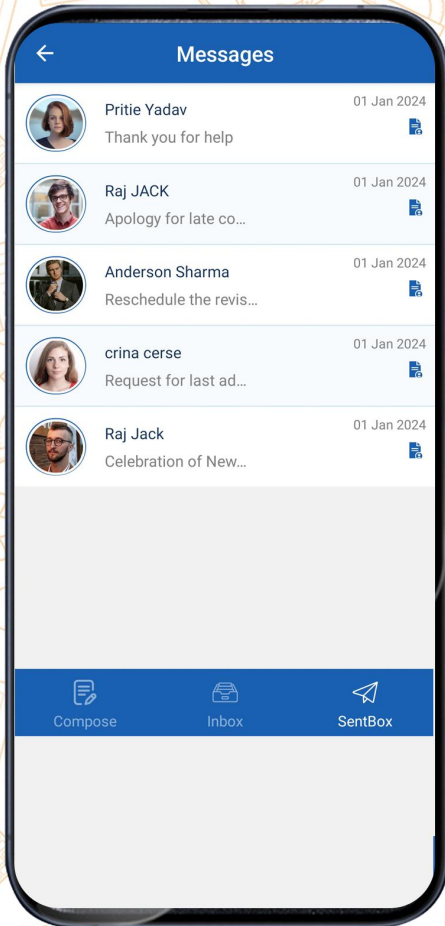 Messages
Pritie Yadav
01 Jan 2024
Thank you for help
Raj JACK
01 Jan 2024
Apology for late co...
Anderson Sharma
01 Jan 2024
Reschedule the revis...
crina cerse
01 Jan 2024
Request for last ad...
Raj Jack
01 Jan 2024
Celebration of New...
Compose
Inbox
SentBox